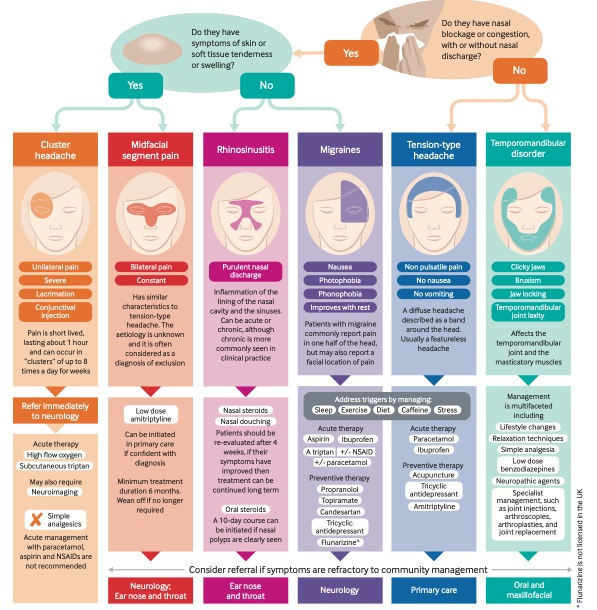 Do they have
symptoms of skin or
soft tissue tenderness
or swelling?
Do they have nasal
blockage or congestion,
with or without nasal
discharge?
Yes
No
Yes
No
Cluster
headache
Unilateral pain
Severe
Lacrimation
Conjunctival
injection
Pain is short lived,
lasting about 1 hour
and can occur in
“clusters” of up to 8
times a day for weeks
Refer immediately
to neurology
Acute therapy
High flow oxygen
Subcutaneous triptan
May also require
Neuroimaging
Simple
analgesics
Acute management
with paracetamol,
aspirin and NSAIDs are
not recommended
Midfacial
segment pain
Bilateral pain
Constant
Has similar
characteristics to
tension-type
headache. The
aetiology is unknown
and it is often
considered as a
diagnosis of exclusion
Low dose
amitriptyline
Can be initiated
in primary care
if confident with
diagnosis
Minimum treatment
duration 6 months.
Wean off if no longer
required
Rhinosinusitis
Purulent nasal
discharge
Inflammation of the
lining of the nasal
cavity and the sinuses.
Can be acute or
chronic, although
chronic is more
commonly seen in
clinical practice
Nasal steroids
Nasal douching
Patients should be
re-evaluated after 4
weeks, if their
symptoms have
improved then
treatment can be
continued long term
Oral steroids
A 10-day course can
be initiated if nasal
polyps are clearly seen
Migraines
Nausea
Photophobia
Phonophobia
Improves with rest
Patients with migraine
commonly report pain
in one half of the head,
but may also report a
facial location of pain
Tension-type
headache
Non pulsatile pain
No nausea
No vomiting
A diffuse headache
described as a band
around the head.
Usually a featureless
headache
Address triggers by managing:
Sleep Exercise Diet Caffeine Stress
Acute therapy
Aspirin Ibuprofen
A triptan +/- NSAID
+/- paracetamol
Preventive therapy
Propranolol
Topiramate
Candesartan
Tricyclic
antidepressant
Flunarizine*
Acute therapy
Paracetamol
Ibuprofen
Preventive therapy
Acupuncture
Tricyclic
antidepressant
Amitriptyline
Temporomandibular
disorder
Clicky jaws
Bruxism
Jaw locking
Temporomandibular
joint laxity
Affects the
temporomandibular
joint and the
masticatory muscles
Management
is multifaceted
including
Lifestyle changes
Relaxation techniques
Simple analgesia
Low dose
benzodiazepines
Neuropathic agents
Specialist
management, such
as joint injections,
arthroscopies,
arthroplasties, and
joint replacement
Consider referral if symptoms are refractory to community management
Neurology;
Ear nose and throat
Ear nose
and throat
Neurology
Primary care
Oral and
maxillofacial
* Flunarizine is not licensed in the UK